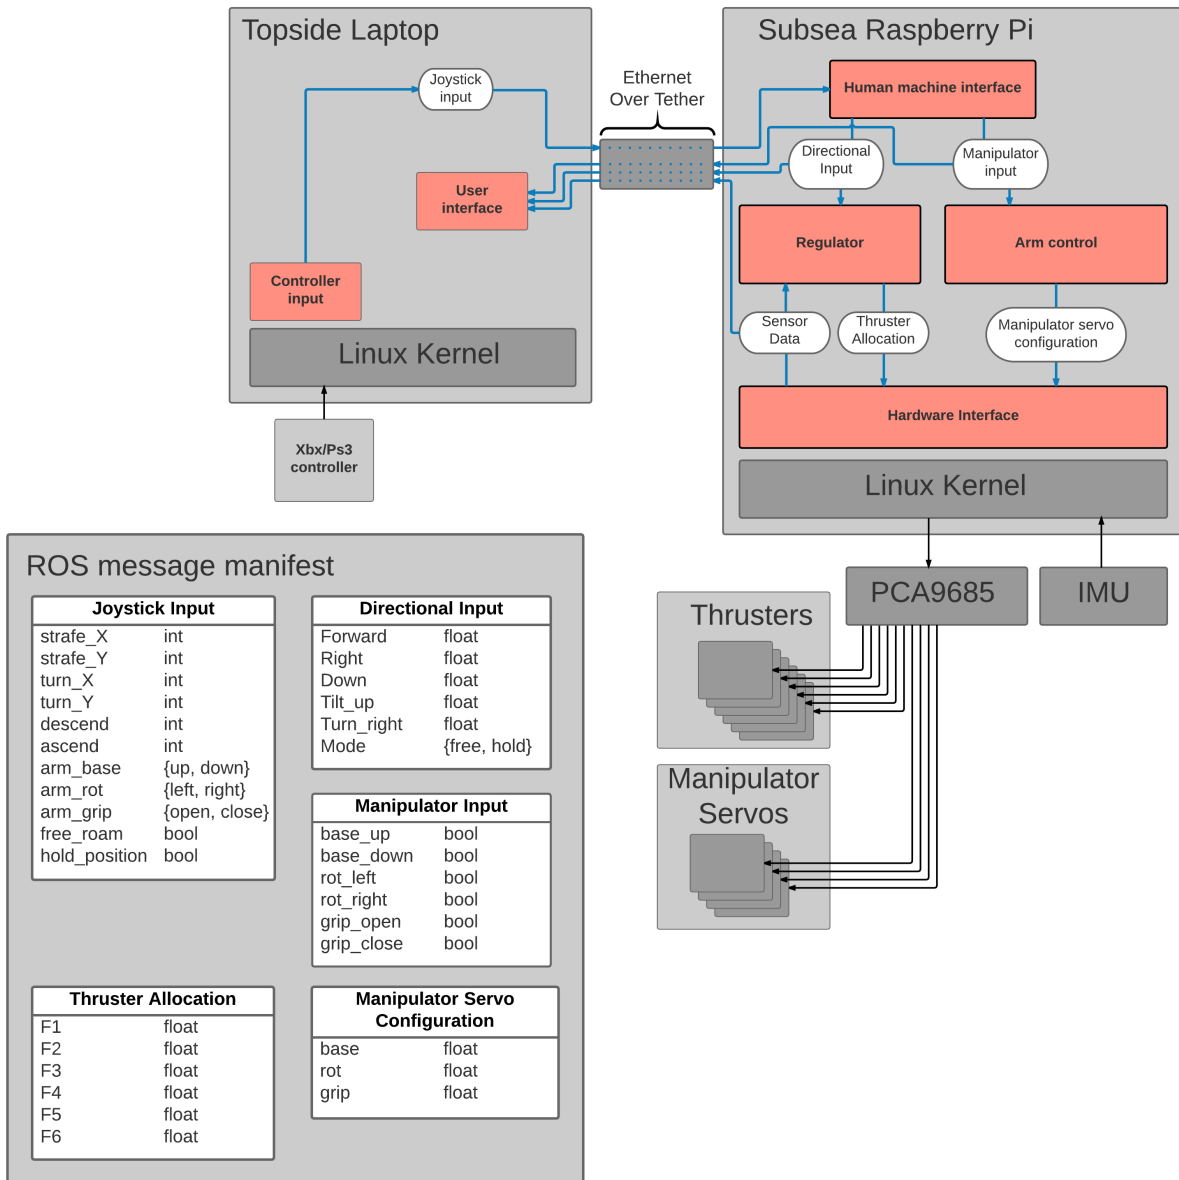 Topside Laptop
Joystick
input
User
interface
Controller
input
Linux Kernel
Xbx/Ps3
controller
Ethernet
Over Tether
Subsea Raspberry Pi
Human machine interface
Directional
Input
Manipulator
input
Regulator
Arm control
Sensor
Data
Thruster
Allocation
Manipulator servo
configuration
Hardware Interface
Linux Kernel
PCA9685
IMU
Thrusters
Manipulator
Servos
ROS message manifest
Joystick Input
strafe_X int
strafe_Y int
turn_X int
turn_Y int
descend int
ascend int
arm_base {up, down}
arm_rot {left, right}
arm_grip {open, close}
free_roam bool
hold_position bool
Directional Input
Forward float
Right float
Down float
Tilt_up float
Turn_right float
Mode {free, hold}
Manipulator Input
base_up bool
base_down bool
rot_left bool
rot_right bool
grip_open bool
grip_close bool
Thruster Allocation
F1 float
F2 float
F3 float
F4 float
F5 float
F6 float
Manipulator Servo
Configuration
base float
rot float
grip float